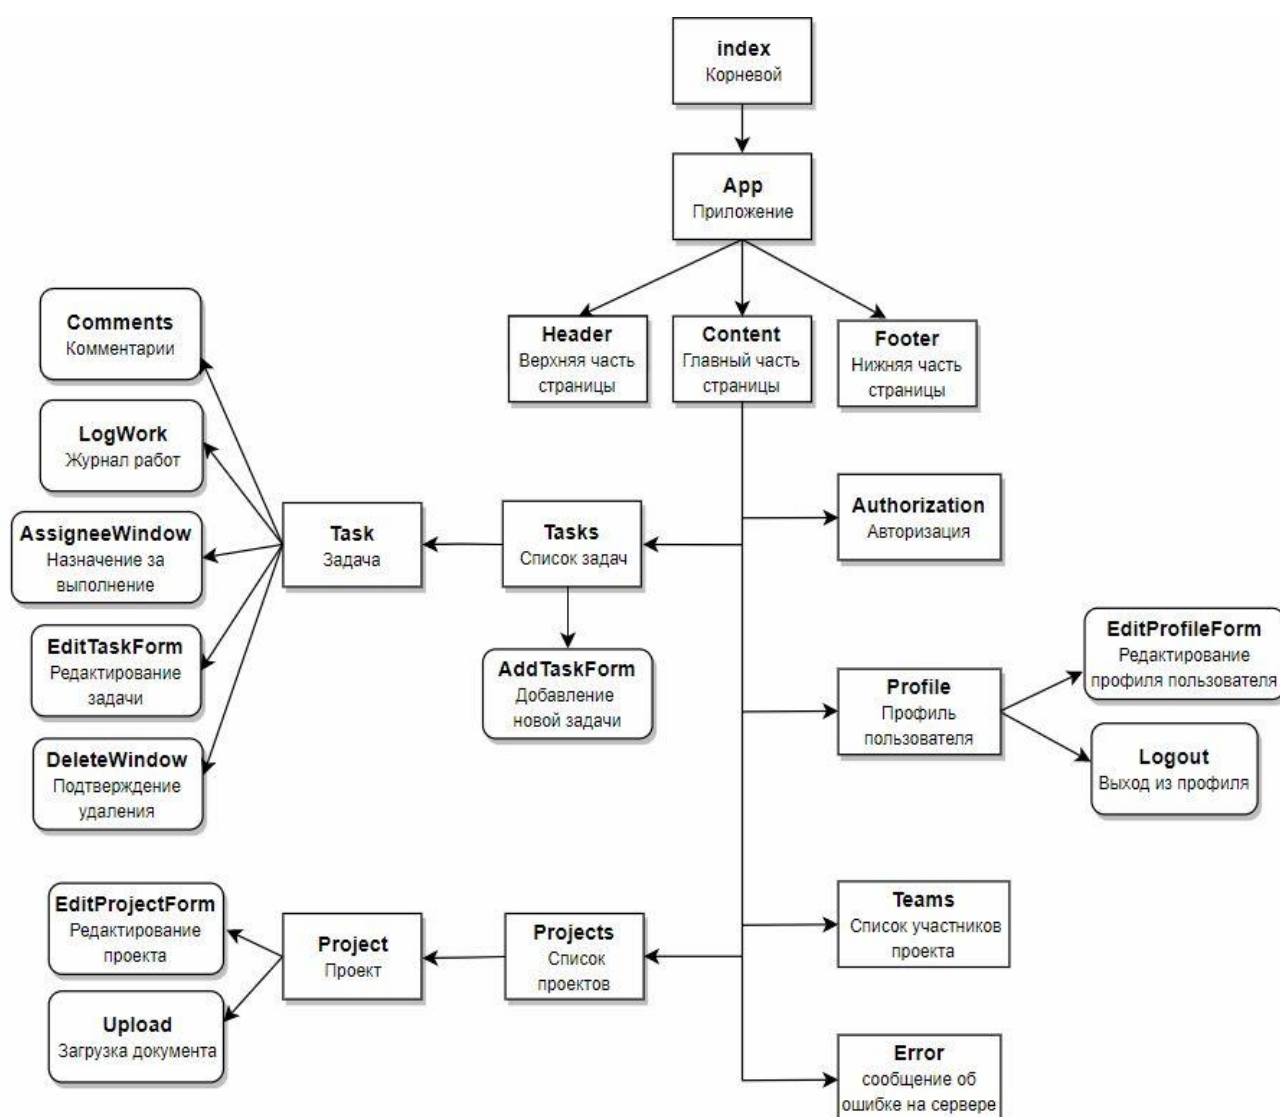 index
Корневой
App
Приложение
Header
Верхняя часть
страницы
Content
Главный часть
страницы
Footer
Нижняя часть
страницы
Comments
Комментарии
LogWork
Журнал работ
AssigneeWindow
Назначение за
выполнение
EditTaskForm
Редактирование
задачи
DeleteWindow
Подтверждение
удаления
Task
Задача
Tasks
Список задач
AddTaskForm
Добавление
новой задачи
Authorization
Авторизация
Profile
Профиль
пользователя
EditProfileForm
Редактирование
профиля пользователя
Logout
Выход из профиля
EditProjectForm
Редактирование
проекта
Upload
Загрузка документа
Project
Проект
Projects
Список
проектов
Teams
Список участников
проекта
Error
сообщение об
ошибке на сервере